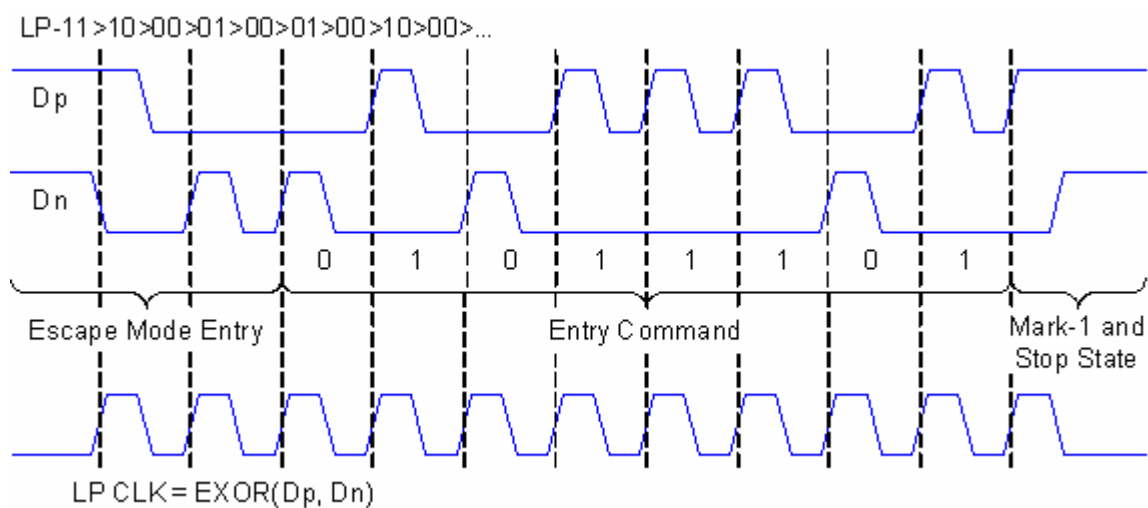 LP-11>10>00>01>00>01>00>10>00>...
Dp
Dn
0 1 0 1 1 1 0 1
Escape Mode Entry
Entry Command
Mark-1 and
Stop State
LP CLK = EXOR(Dp, Dn)